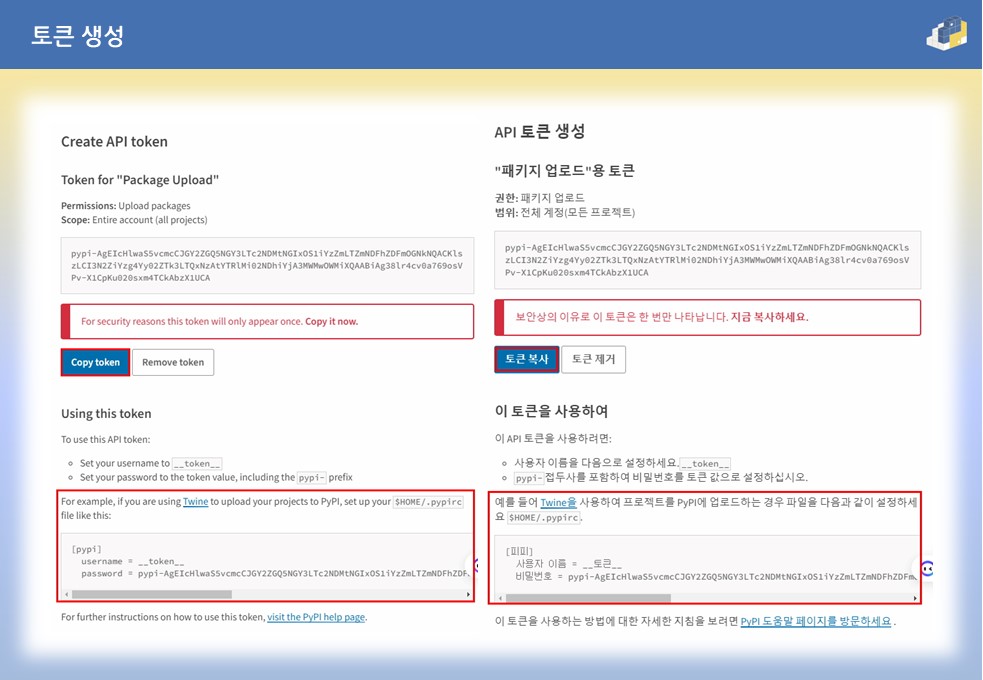 토큰 생성
Create API token
Token for "Package Upload"
Permissions: Upload packages
Scope: Entire account (all projects)
For security reasons this token will only appear once. Copy it now.
Copy token
Remove token
Using this token
To use this API token:
Set your username to __token__
Set your password to the token value, including the pypi- prefix
For example, if you are using Twine to upload your projects to PyPI, set up your $HOME/.pypirc
file like this:
[pypi]
username = __token__
password =
For further instructions on how to use this token, visit the PyPI help page.
API 토큰 생성
"패키지 업로드"용 토큰
권한: 패키지 업로드
범위: 전체 계정(모든 프로젝트)
보안상의 이유로 이 토큰은 한 번만 나타납니다. 지금 복사하세요.
토큰 복사
토큰 제거
이 토큰을 사용하여
이 API 토큰을 사용하려면:
사용자 이름을 다음으로 설정하세요. __token__
pypi- 접두사를 포함하여 비밀번호를 토큰 값으로 설정하십시오.
예를 들어 Twine을 사용하여 프로젝트를 PyPI에 업로드하는 경우 파일을 다음과 같이 설정하세
요 $HOME/.pypirc.
[피피]
사용자 이름 = __토큰__
비밀번호 =
이 토큰을 사용하는 방법에 대한 자세한 지침을 보려면 PyPI 도움말 페이지를 방문하세요 .